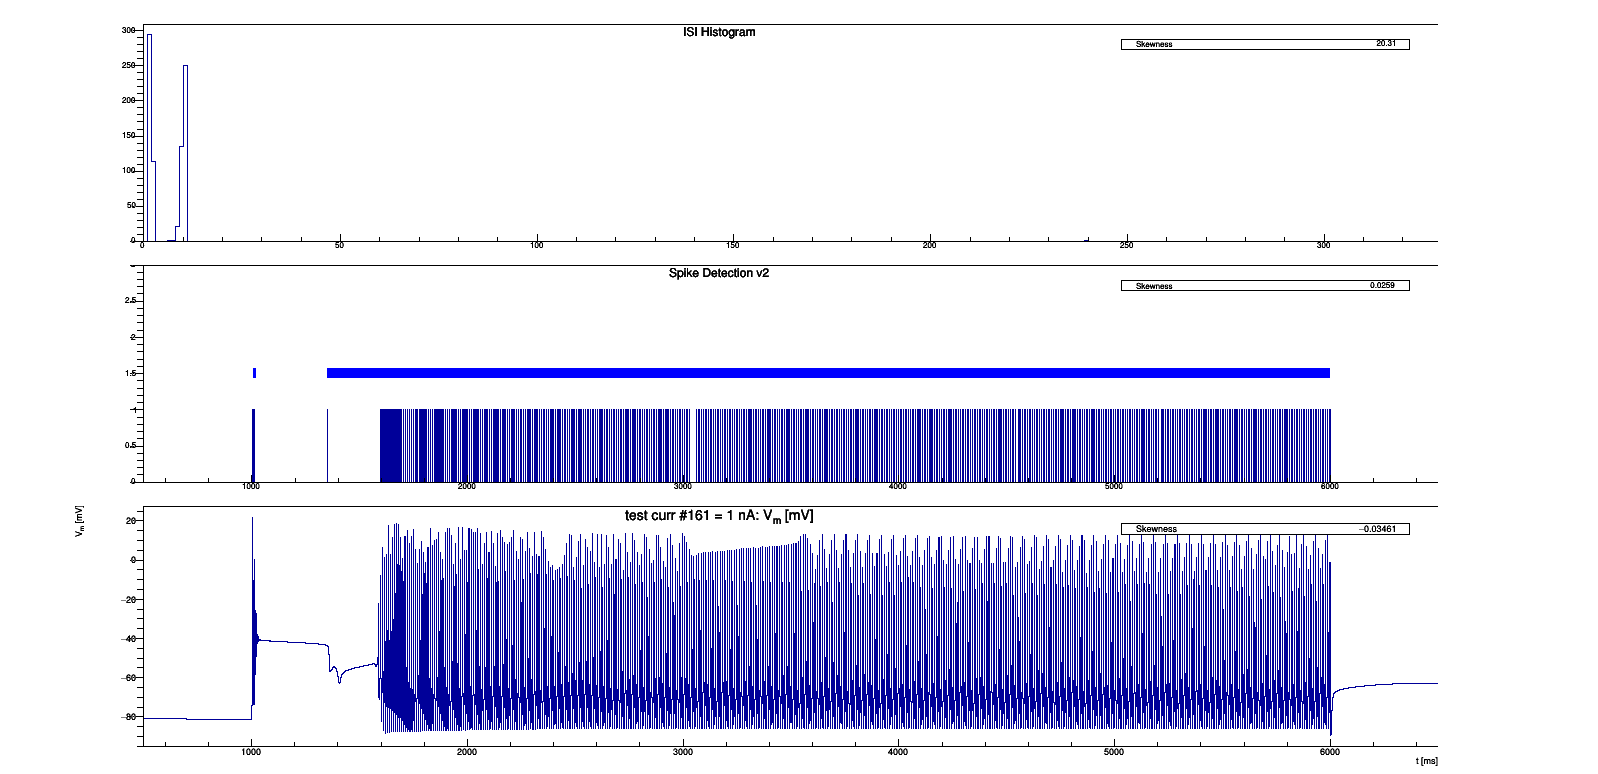 ISI Histogram
Skewness 20.31
300
250
200
150
100
50
0
0 50 100 150 200 250 300
Spike Detection v2
Skewness 0.0259
2.5
2
1.5
1
0.5
0
1000 2000 3000 4000 5000 6000
test curr #161 = 1 nA: Vm [mV]
Skewness −0.03461
Vm [mV]
20
0
−20
−40
−60
−80
1000 2000 3000 4000 5000 6000
t [ms]